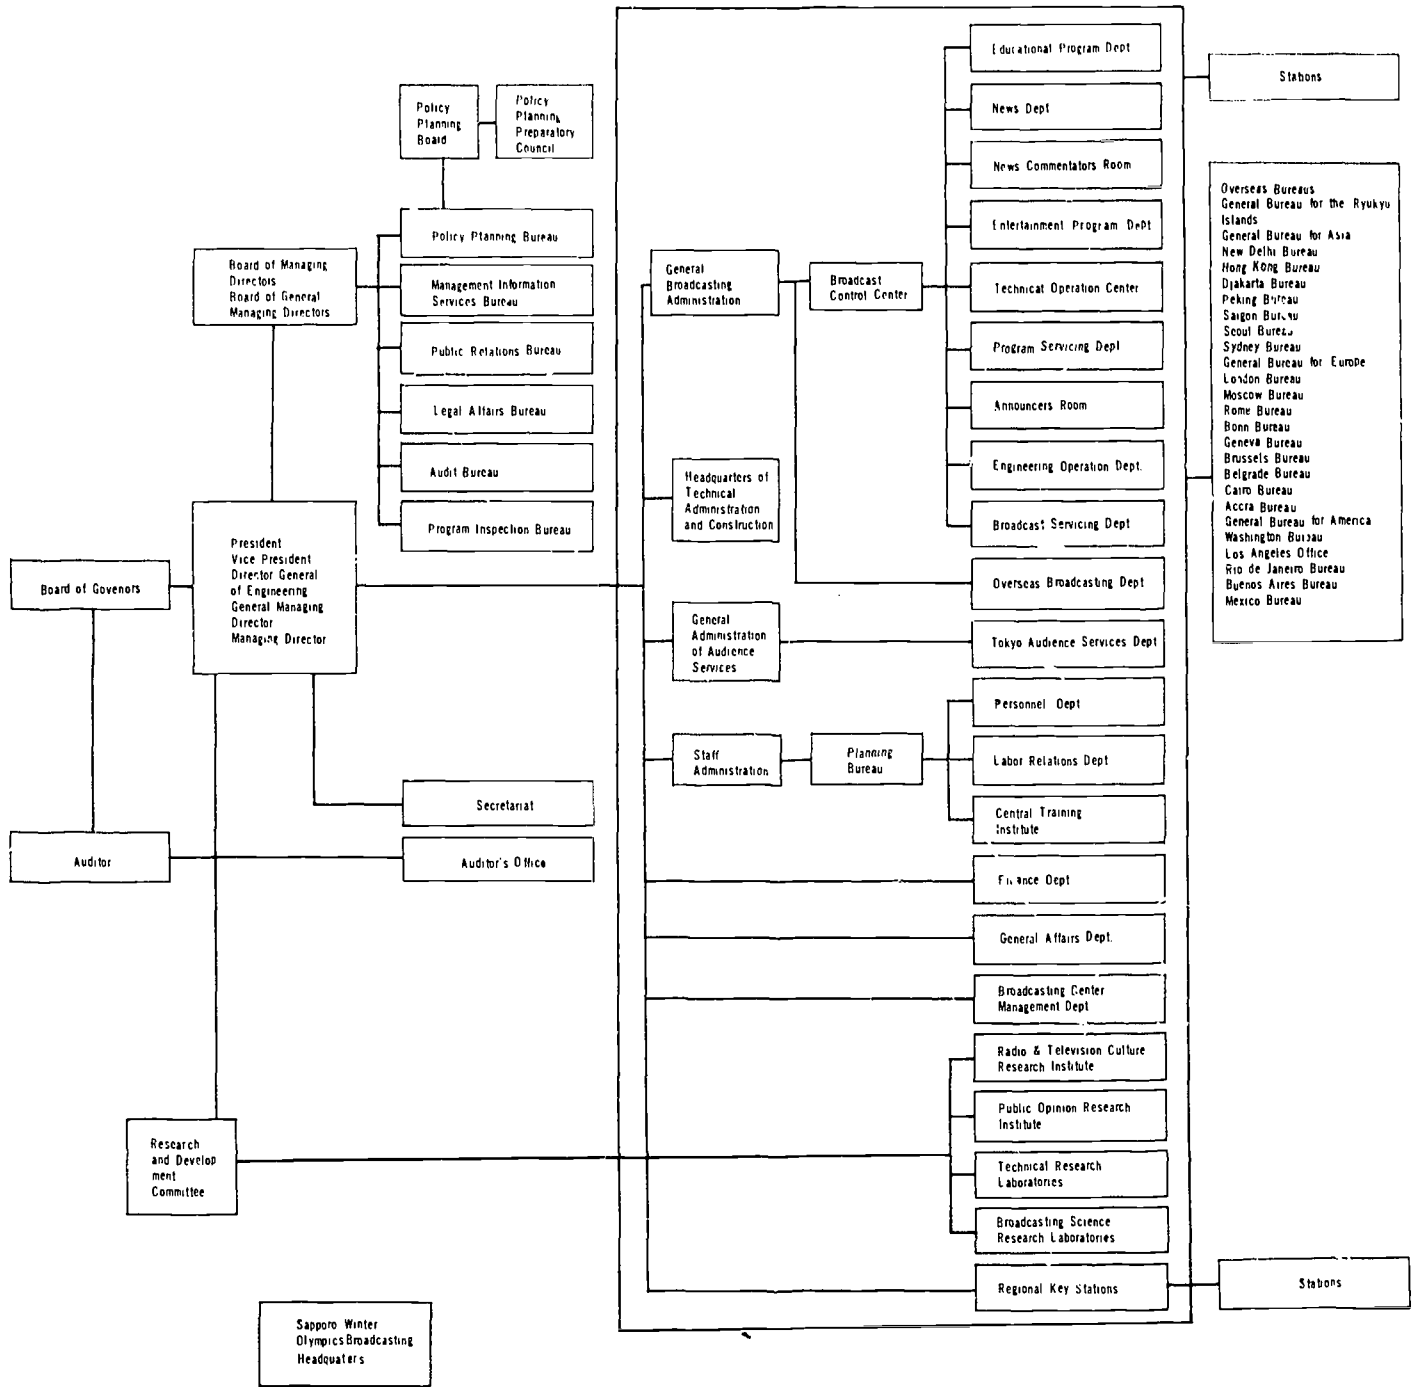 Policy
Planning
Board
Policy
Planning
Preparatory
Council
Policy Planning Bureau
Board of Managing
Directors
Board of General
Managing Directors
Management Information
Services Bureau
Public Relations Bureau
Legal Affairs Bureau
Audit Bureau
Program Inspection Bureau
President
Vice President
Director General
of Engineering
General Managing
Director
Managing Director
Board of Govenors
Secretariat
Auditor
Auditor's Office
Research
and Develop
ment
Committee
Sapporo Winter
Olympics Broadcasting
Headquaters
General
Broadcasting
Administration
Broadcast
Control Center
Headquarters of
Technical
Administration
and Construction
General
Administration
of Audience
Services
Staff
Administration
Planning
Bureau
Educational Program Dept
News Dept
News Commentators Room
Entertainment Program Dept
Technical Operation Center
Program Servicing Dept
Announcers Room
Engineering Operation Dept.
Broadcast Servicing Dept
Overseas Broadcasting Dept
Tokyo Audience Services Dept
Personnel Dept
Labor Relations Dept
Central Training
Institute
Finance Dept
General Affairs Dept.
Broadcasting Center
Management Dept
Radio & Television Culture
Research Institute
Public Opinion Research
Institute
Technical Research
Laboratories
Broadcasting Science
Research Laboratories
Regional Key Stations
Stations
Overseas Bureaus
General Bureau for the Ryukyu
Islands
General Bureau for Asia
New Delhi Bureau
Hong Kong Bureau
Djakarta Bureau
Peking Bureau
Saigon Bureau
Seoul Bureau
Sydney Bureau
General Bureau for Europe
London Bureau
Moscow Bureau
Rome Bureau
Bonn Bureau
Geneva Bureau
Brussels Bureau
Belgrade Bureau
Cairo Bureau
Accra Bureau
General Bureau for America
Washington Bureau
Los Angeles Office
Rio de Janeiro Bureau
Buenos Aires Bureau
Mexico Bureau
Stations